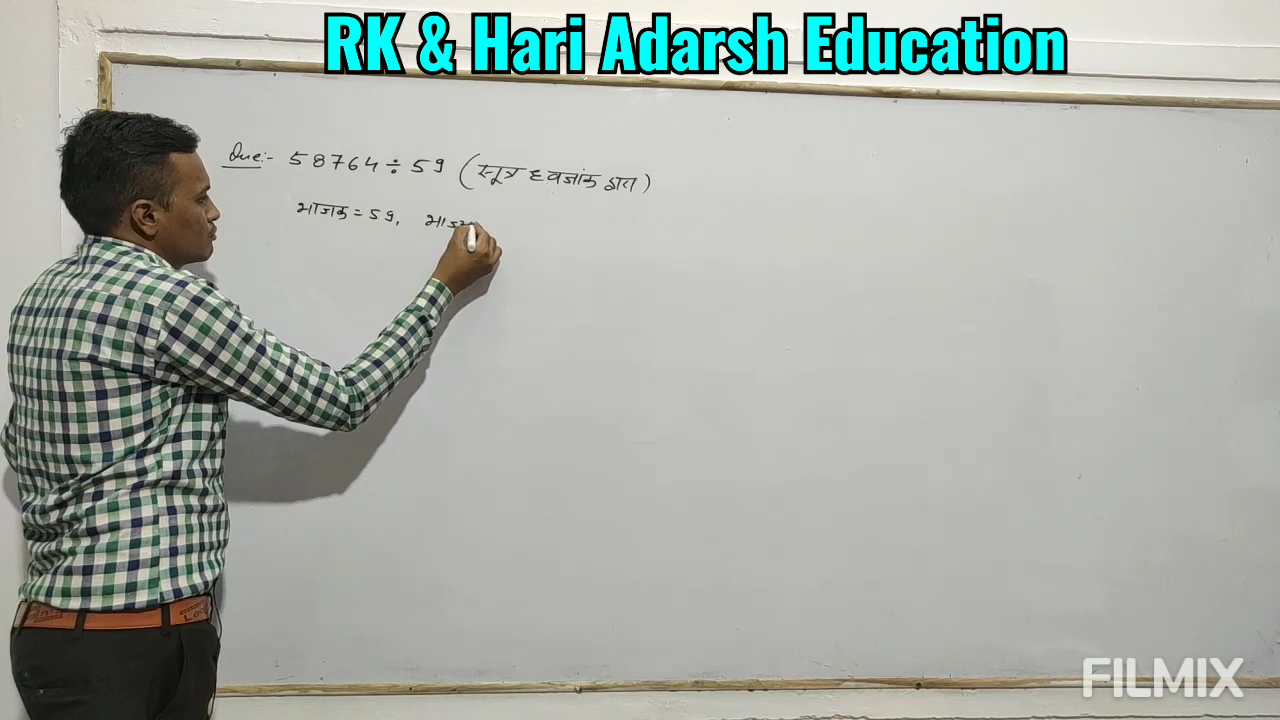 RK & Hari Adarsh Education
Que:- 58764 ÷ 59 (सूत्र ध्वजांक द्वारा)
भाजक = 59,
FILMIX